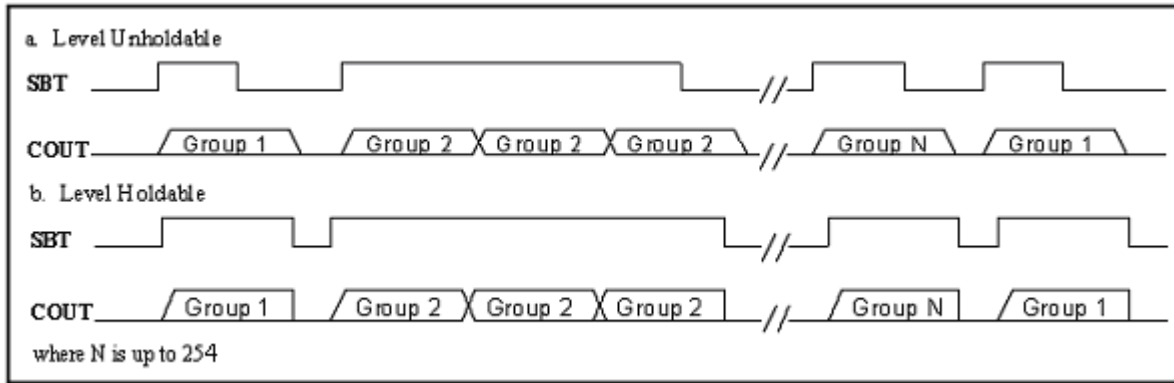 a. Level Unholdable
SBT
COUT Group 1 Group 2 Group 2 Group 2 Group N Group 1
b. Level Holdable
SBT
COUT Group 1 Group 2 Group 2 Group 2 Group N Group 1
where N is up to 254